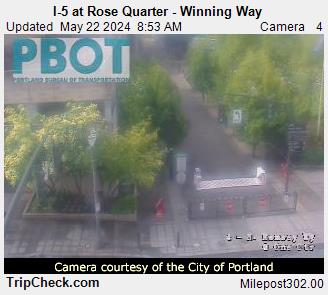 I-5 at Rose Quarter - Winning Way
Updated May 22 2024 8:53 AM Camera 4
PBOT
PORTLAND BUREAU OF TRANSPORTATION
Camera courtesy of the City of Portland
TripCheck.com Milepost302.00